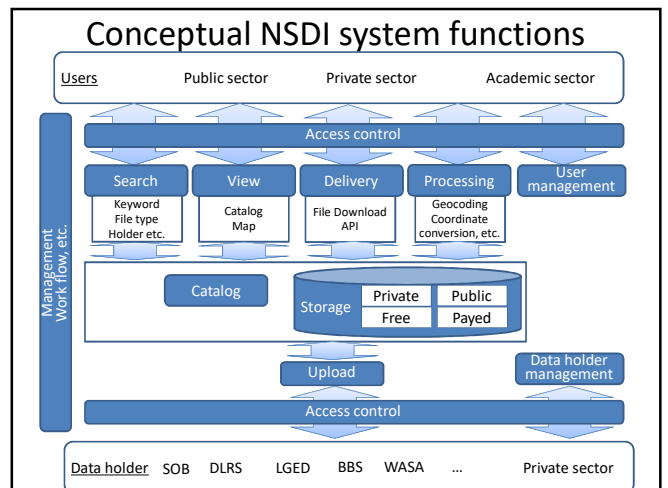 Conceptual NSDI system functions
Users Public sector Private sector Academic sector
Access control
Search View Delivery Processing User
management
Keyword
File type
Holder etc.
Catalog
Map
File Download
API
Geocoding
Coordinate
conversion, etc.
Management
Work flow, etc.
Catalog
Storage
Private Public
Free Payed
Upload
Data holder
management
Access control
Data holder SOB DLRS LGED BBS WASA ... Private sector